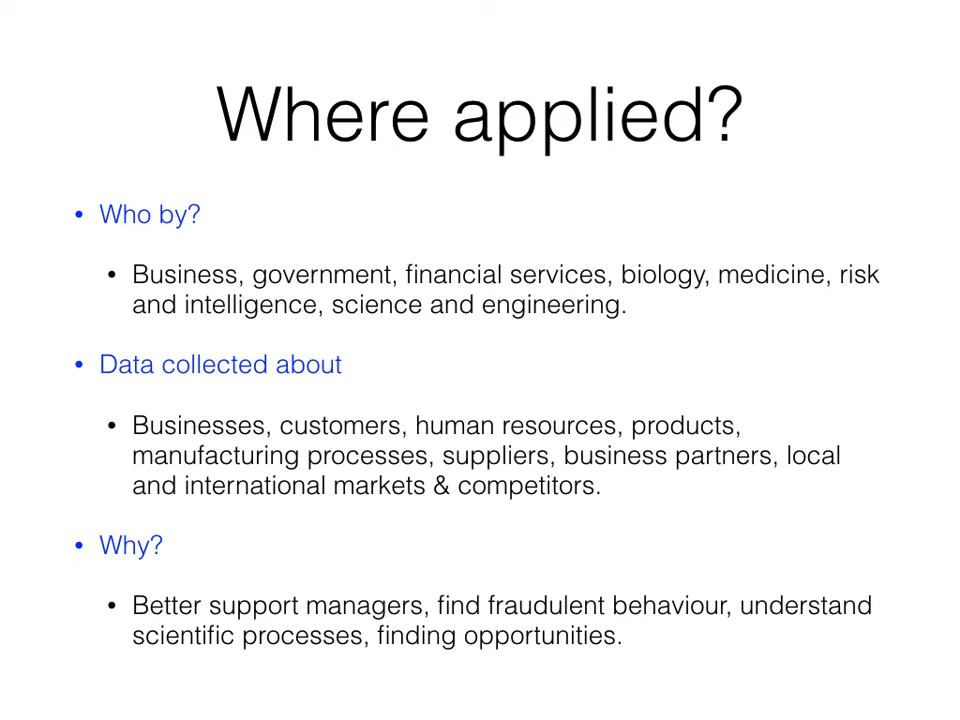 Where applied?
• Who by?
• Business, government, financial services, biology, medicine, risk
and intelligence, science and engineering.
• Data collected about
• Businesses, customers, human resources, products,
manufacturing processes, suppliers, business partners, local
and international markets & competitors.
• Why?
• Better support managers, find fraudulent behaviour, understand
scientific processes, finding opportunities.